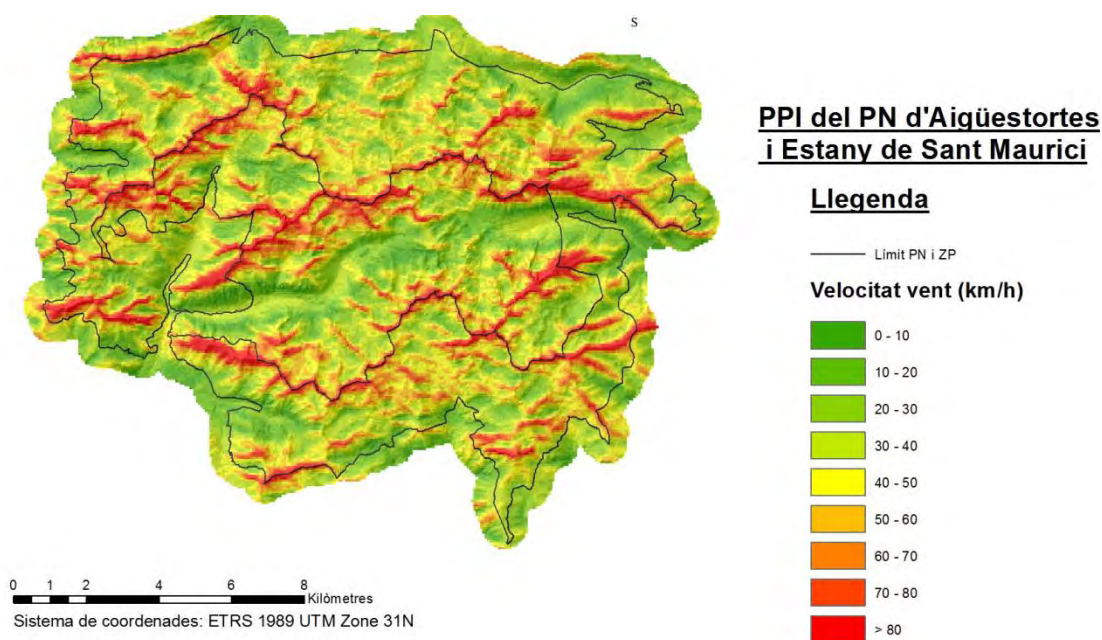 S
PPI del PN d'Aigüestortes
i Estany de Sant Maurici
Llegenda
Límit PN i ZP
Velocitat vent (km/h)
0 - 10
10 - 20
20 - 30
30 - 40
40 - 50
50 - 60
60 - 70
70 - 80
> 80
0 1 2 4 6 8
Kilòmetres
Sistema de coordenades: ETRS 1989 UTM Zone 31N